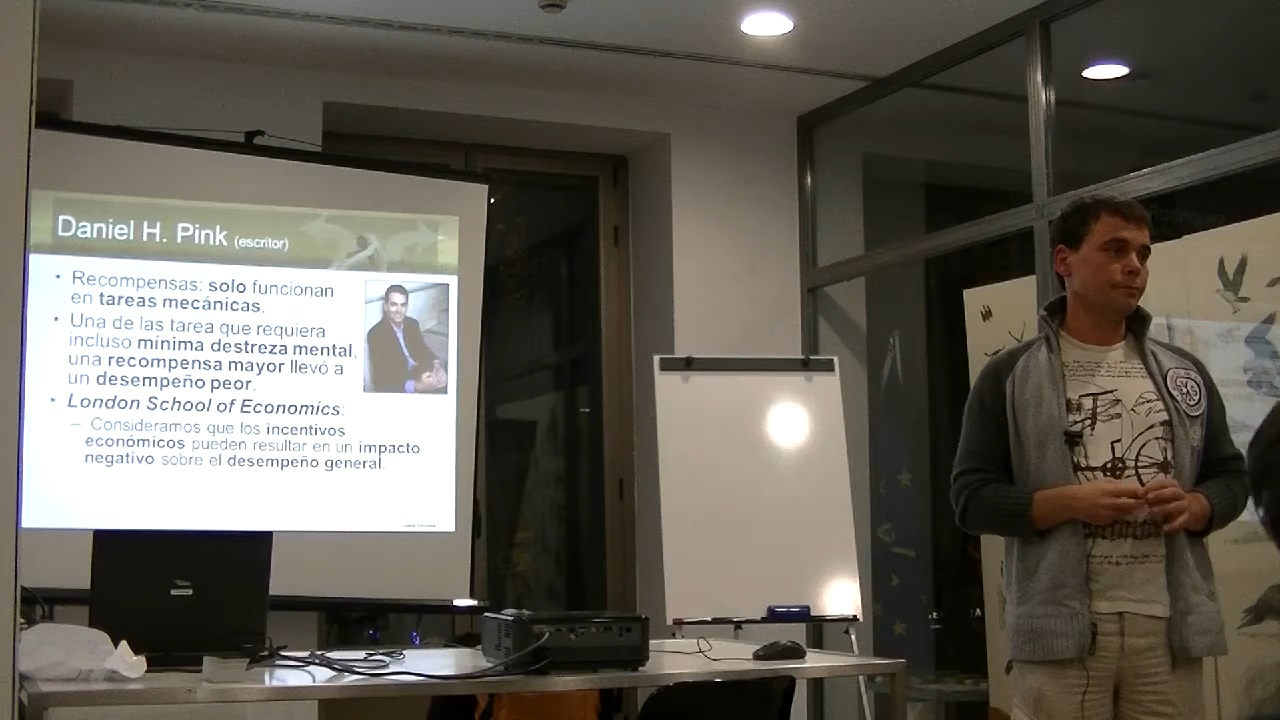 Daniel H. Pink (escritor)
• Recompensas: solo funcionan
en tareas mecánicas.
• Una de las tarea que requiera
incluso mínima destreza mental,
una recompensa mayor llevó a
un desempeño peor.
• London School of Economics:
– Consideramos que los incentivos
económicos pueden resultar en un impacto
negativo sobre el desempeño general.